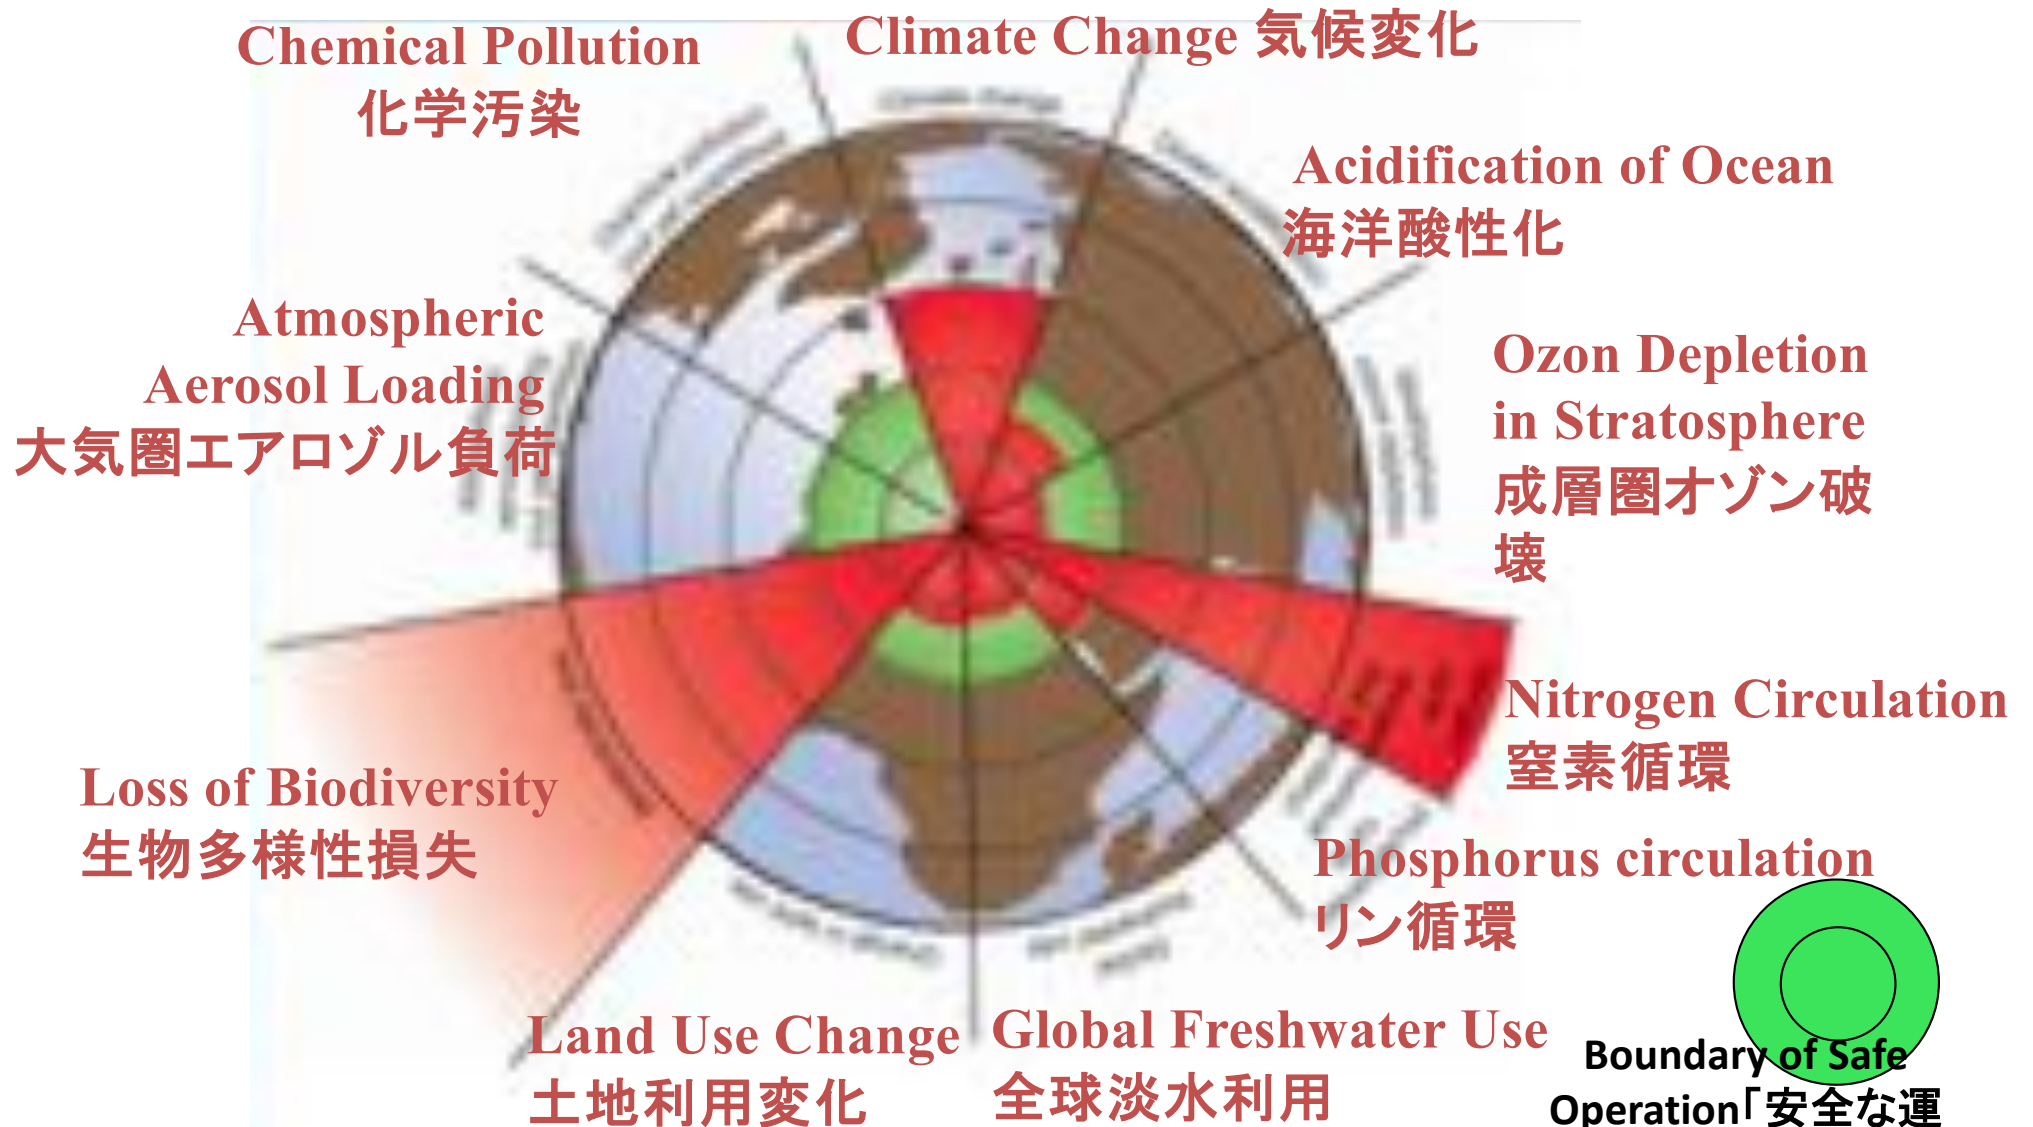 Chemical Pollution
化学汚染
Climate Change 気候変化
Acidification of Ocean
海洋酸性化
Atmospheric
Aerosol Loading
大気圏エアロゾル負荷
Ozon Depletion
in Stratosphere
成層圏オゾン破
壊
Nitrogen Circulation
窒素循環
Loss of Biodiversity
生物多様性損失
Phosphorus circulation
リン循環
Land Use Change
土地利用変化
Global Freshwater Use
全球淡水利用
Boundary of Safe
Operation「安全な運